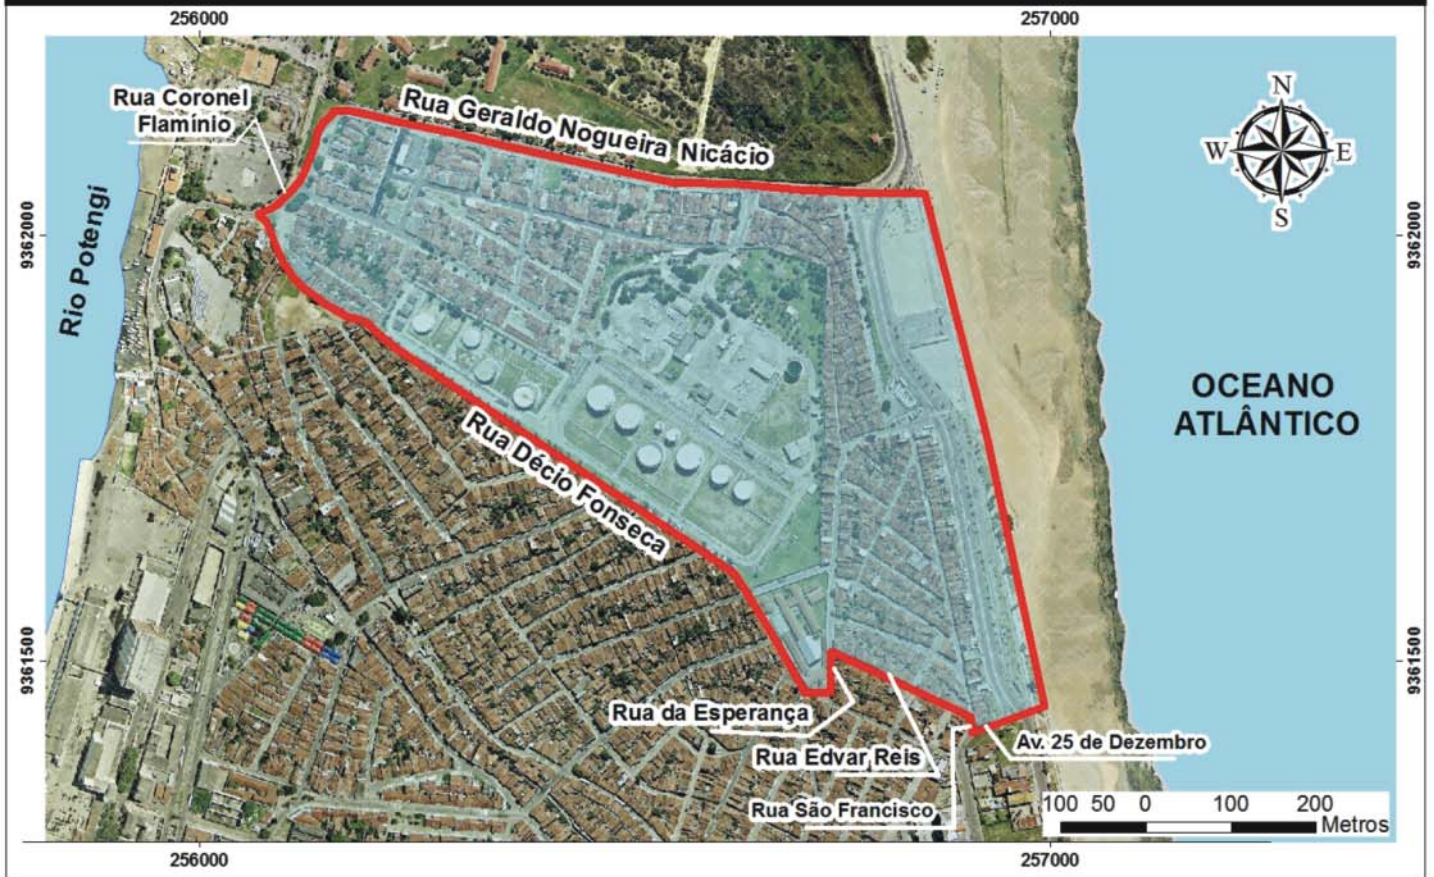 256000
257000
Rua Coronel
Flamínio
Rua Geraldo Nogueira Nicácio
N
W
E
S
9362000
9362000
Rio Potengi
OCEANO
ATLÂNTICO
Rua Décio Fonseca
9361500
9361500
Rua da Esperança
Av. 25 de Dezembro
Rua Edvar Reis
Rua São Francisco
100 50 0 100 200
Metros
256000
257000